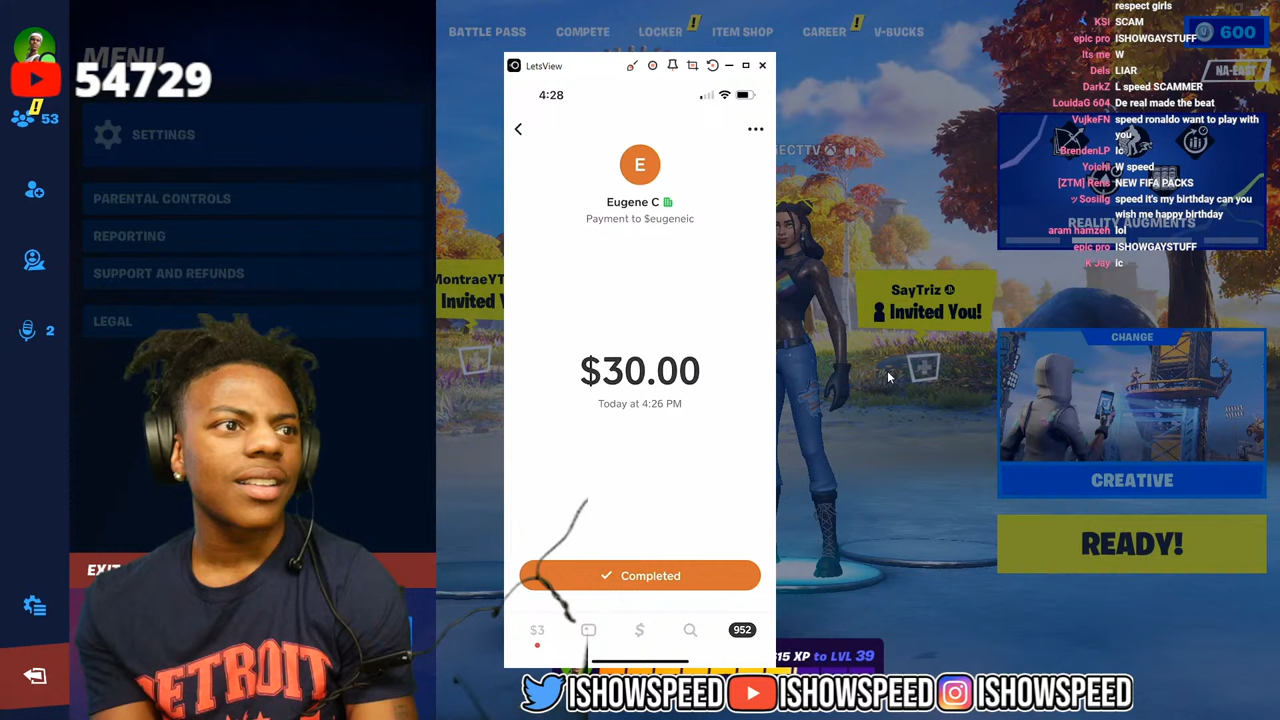 MENU
54729
53
SETTINGS
PARENTAL CONTROLS
REPORTING
SUPPORT AND REFUNDS
2
LEGAL
EXIT
BATTLE PASS
COMPETE
LOCKER
ITEM SHOP
CAREER
V-BUCKS
600
NA-EAST
LetsView
4:28
E
Eugene C
Payment to $eugeneic
$30.00
Today at 4:26 PM
Completed
$3
$
952
MontraeYT
Invited
SayTriz
Invited You!
respect girls
KSI SCAM
epic pro ISHOWGAYSTUFF
Its me W
Dels LIAR
DarkZ L speed SCAMMER
LouidaG 604 De real made the beat
VujkeFN speed ronaldo want to play with
you
BrendenLP Ic
Yoichi W speed
[ZTM] Rens NEW FIFA PACKS
Sosillg speed it's my birthday can you
wish me happy birthday
aram hamzeh lol
epic pro ISHOWGAYSTUFF
K Jay ic
REALITY AUGMENTS
CHANGE
CREATIVE
READY!
XP to LVL 39
DETROIT
ISHOWSPEED
ISHOWSPEED
ISHOWSPEED